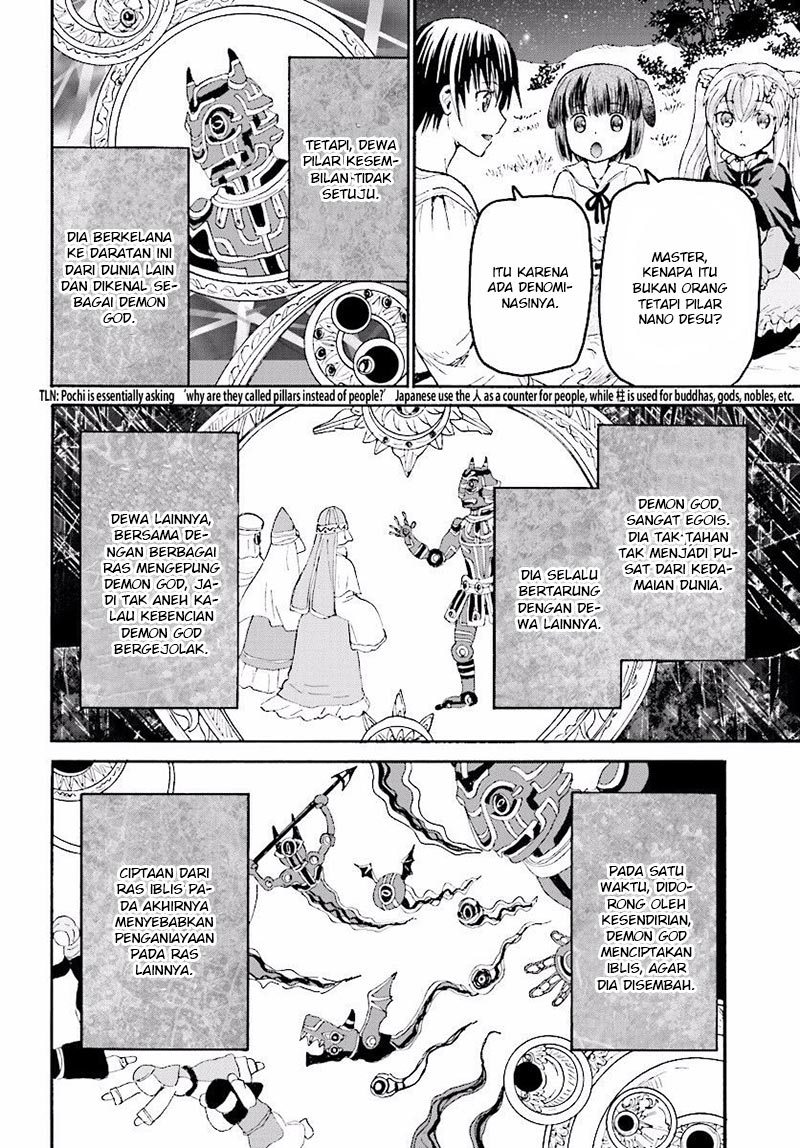 MASTER,
KENAPA ITU
BUKAN ORANG
TETAPI PILAR
NANO DESU?
ITU KARENA
ADA DENOMI-
NASINYA.
TETAPI, DEWA
PILAR KESEM-
BILAN TIDAK
SETUJU.
DIA BERKELANA
KE DARATAN INI
DARI DUNIA LAIN
DAN DIKENAL SE-
BAGAI DEMON
GOD.
TLN: Pochi is essentially asking 'why are they called pillars instead of people?' Japanese use the 人 as a counter for people, while 柱 is used for buddhas, gods, nobles, etc.
DEMON GOD
SANGAT EGOIS.
DIA TAK TAHAN
TAK MENJADI PU-
SAT DARI KEDA-
MAIAN DUNIA.
DIA SELALU
BERTARUNG
DENGAN DE-
WA LAINNYA.
DEWA LAINNYA,
BERSAMA DE-
NGAN BERBAGAI
RAS MENGEPUNG
DEMON GOD, JA-
DI TAK ANEH KA-
LAU KEBENCIAN
DEMON GOD
BERGEJOLAK.
PADA SATU
WAKTU, DIDO-
RONG OLEH
KESENDIRIAN,
DEMON GOD
MENCIPTAKAN
IBLIS, AGAR
DIA DISEMBAH.
CIPTAAN DARI
RAS IBLIS PA-
DA AKHIRNYA
MENYEBABKAN
PENGANIAYAAN
PADA RAS
LAINNYA.